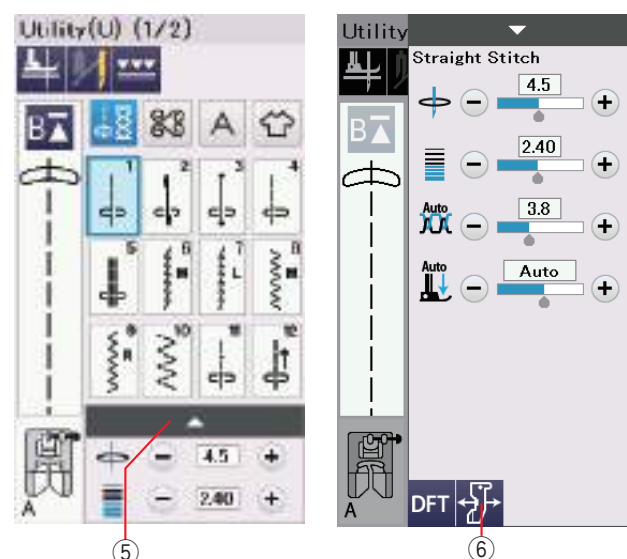 Utility(U) (1/2)
B
A
1 2 3 4
5 6 M 7 L 8 M
9 R 10 11 12
4.5
2.40
A
5
Utility
Straight Stitch
B
4.5
2.40
Auto 3.8
Auto Auto
A
DFT
6